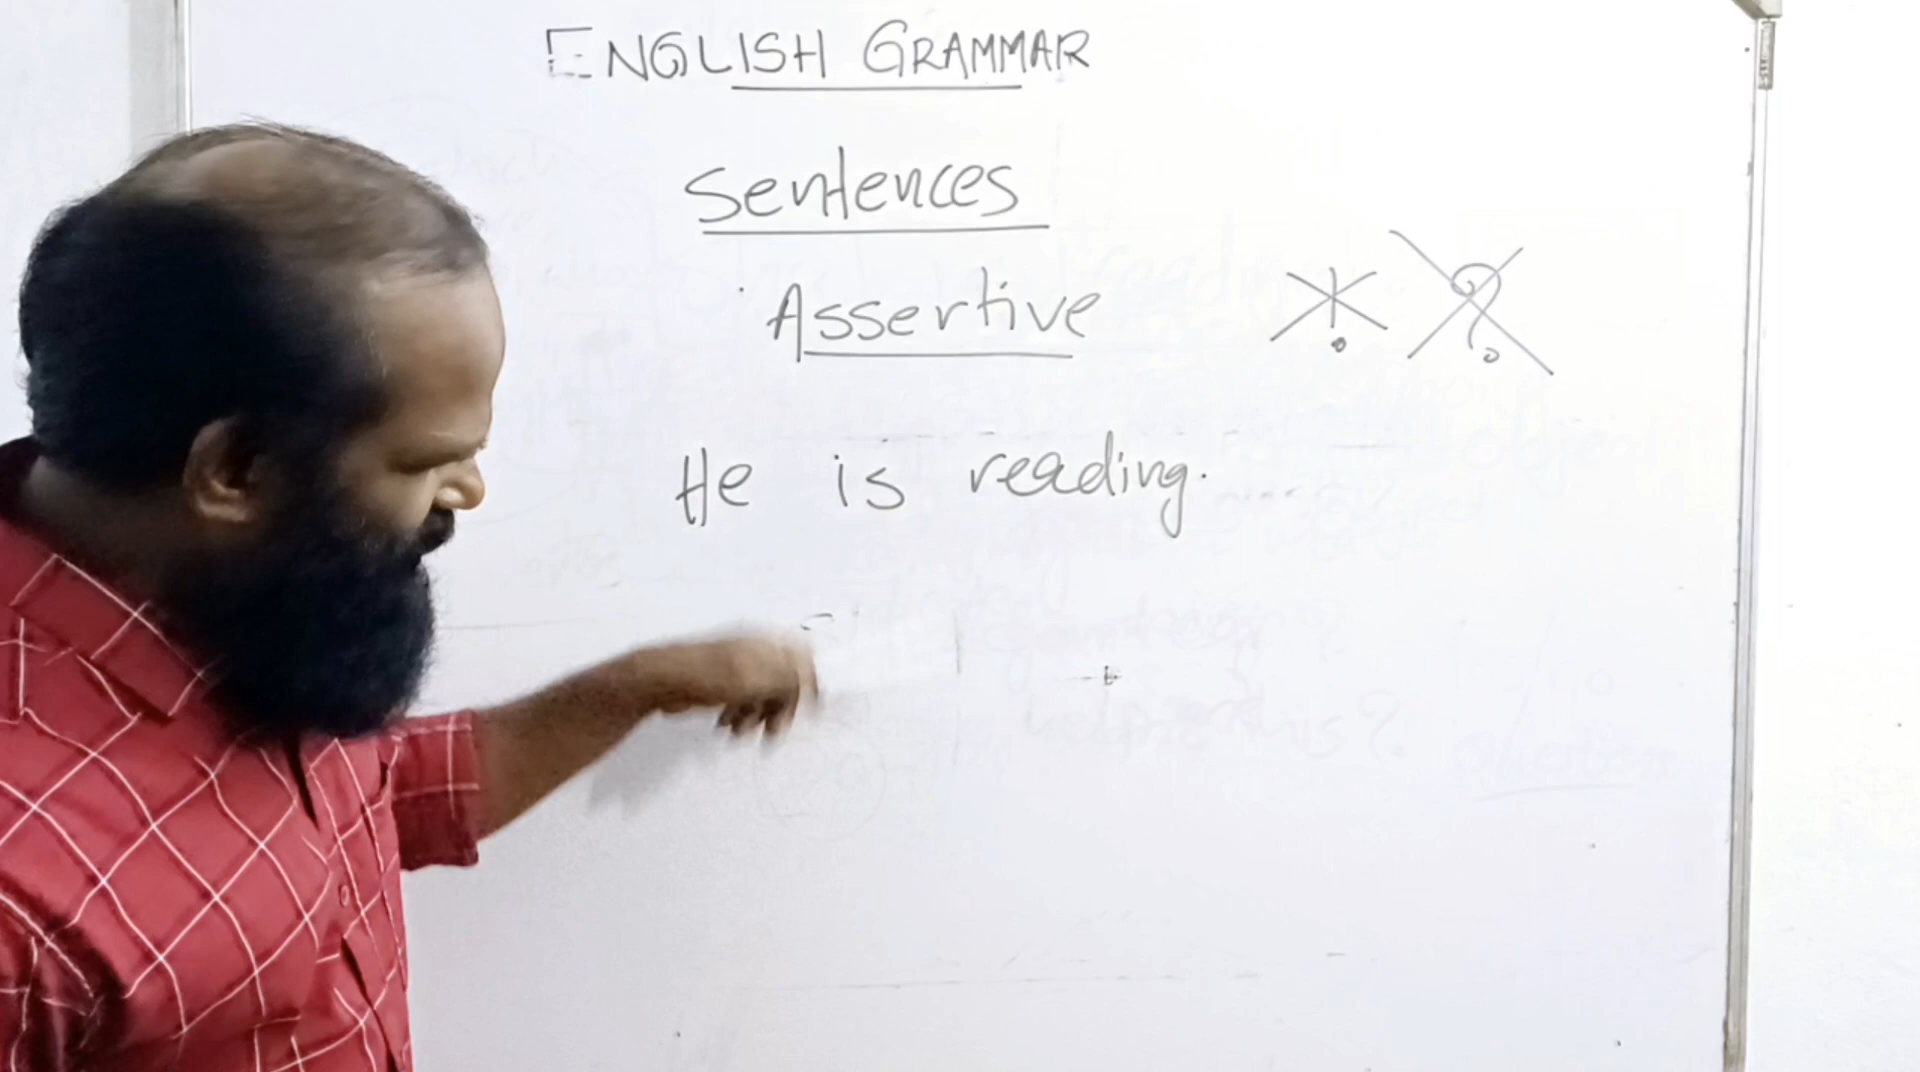 ENGLISH GRAMMAR
Sentences
Assertive ! ?
He is reading.